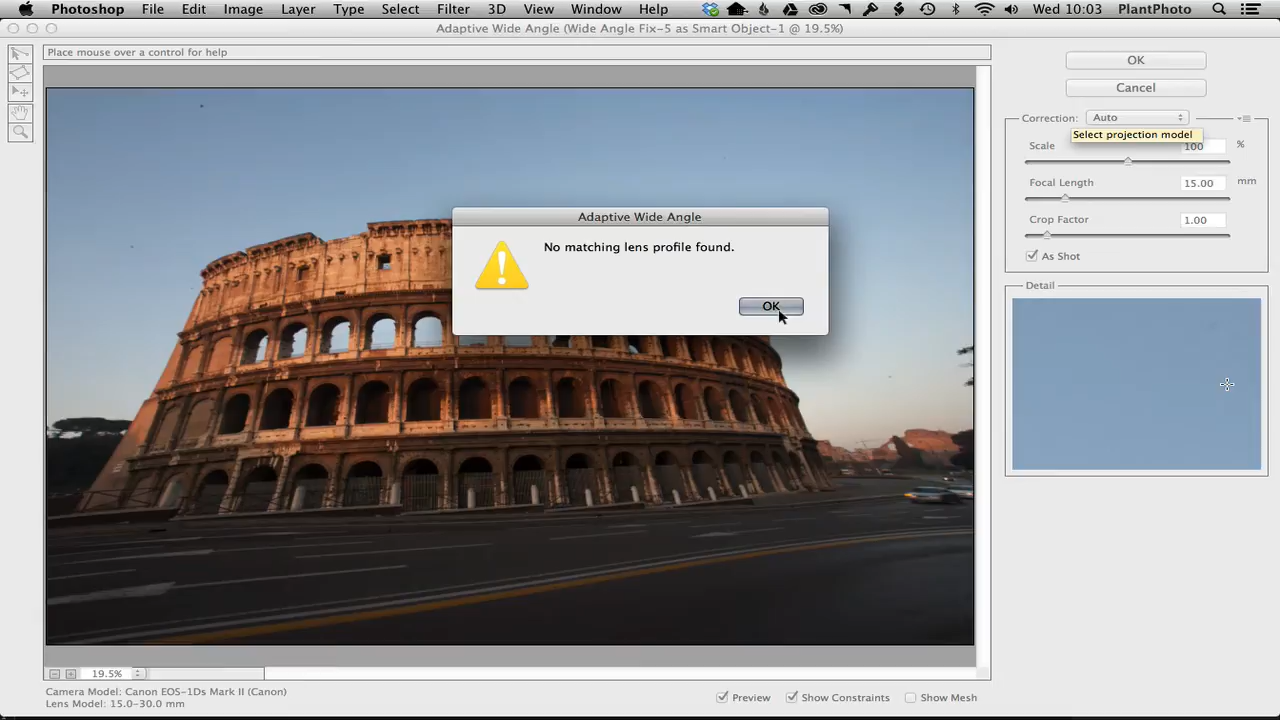 Photoshop File Edit Image Layer Type Select Filter 3D View Window Help Wed 10:03 PlantPhoto
Adaptive Wide Angle (Wide Angle Fix-5 as Smart Object-1 @ 19.5%)
Place mouse over a control for help
OK
Cancel
Correction: Auto
Select projection model
Scale 100 %
Focal Length 15.00 mm
Crop Factor 1.00
As Shot
Detail
Adaptive Wide Angle
No matching lens profile found.
OK
19.5%
Camera Model: Canon EOS-1Ds Mark II (Canon)
Lens Model: 15.0-30.0 mm
Preview Show Constraints Show Mesh